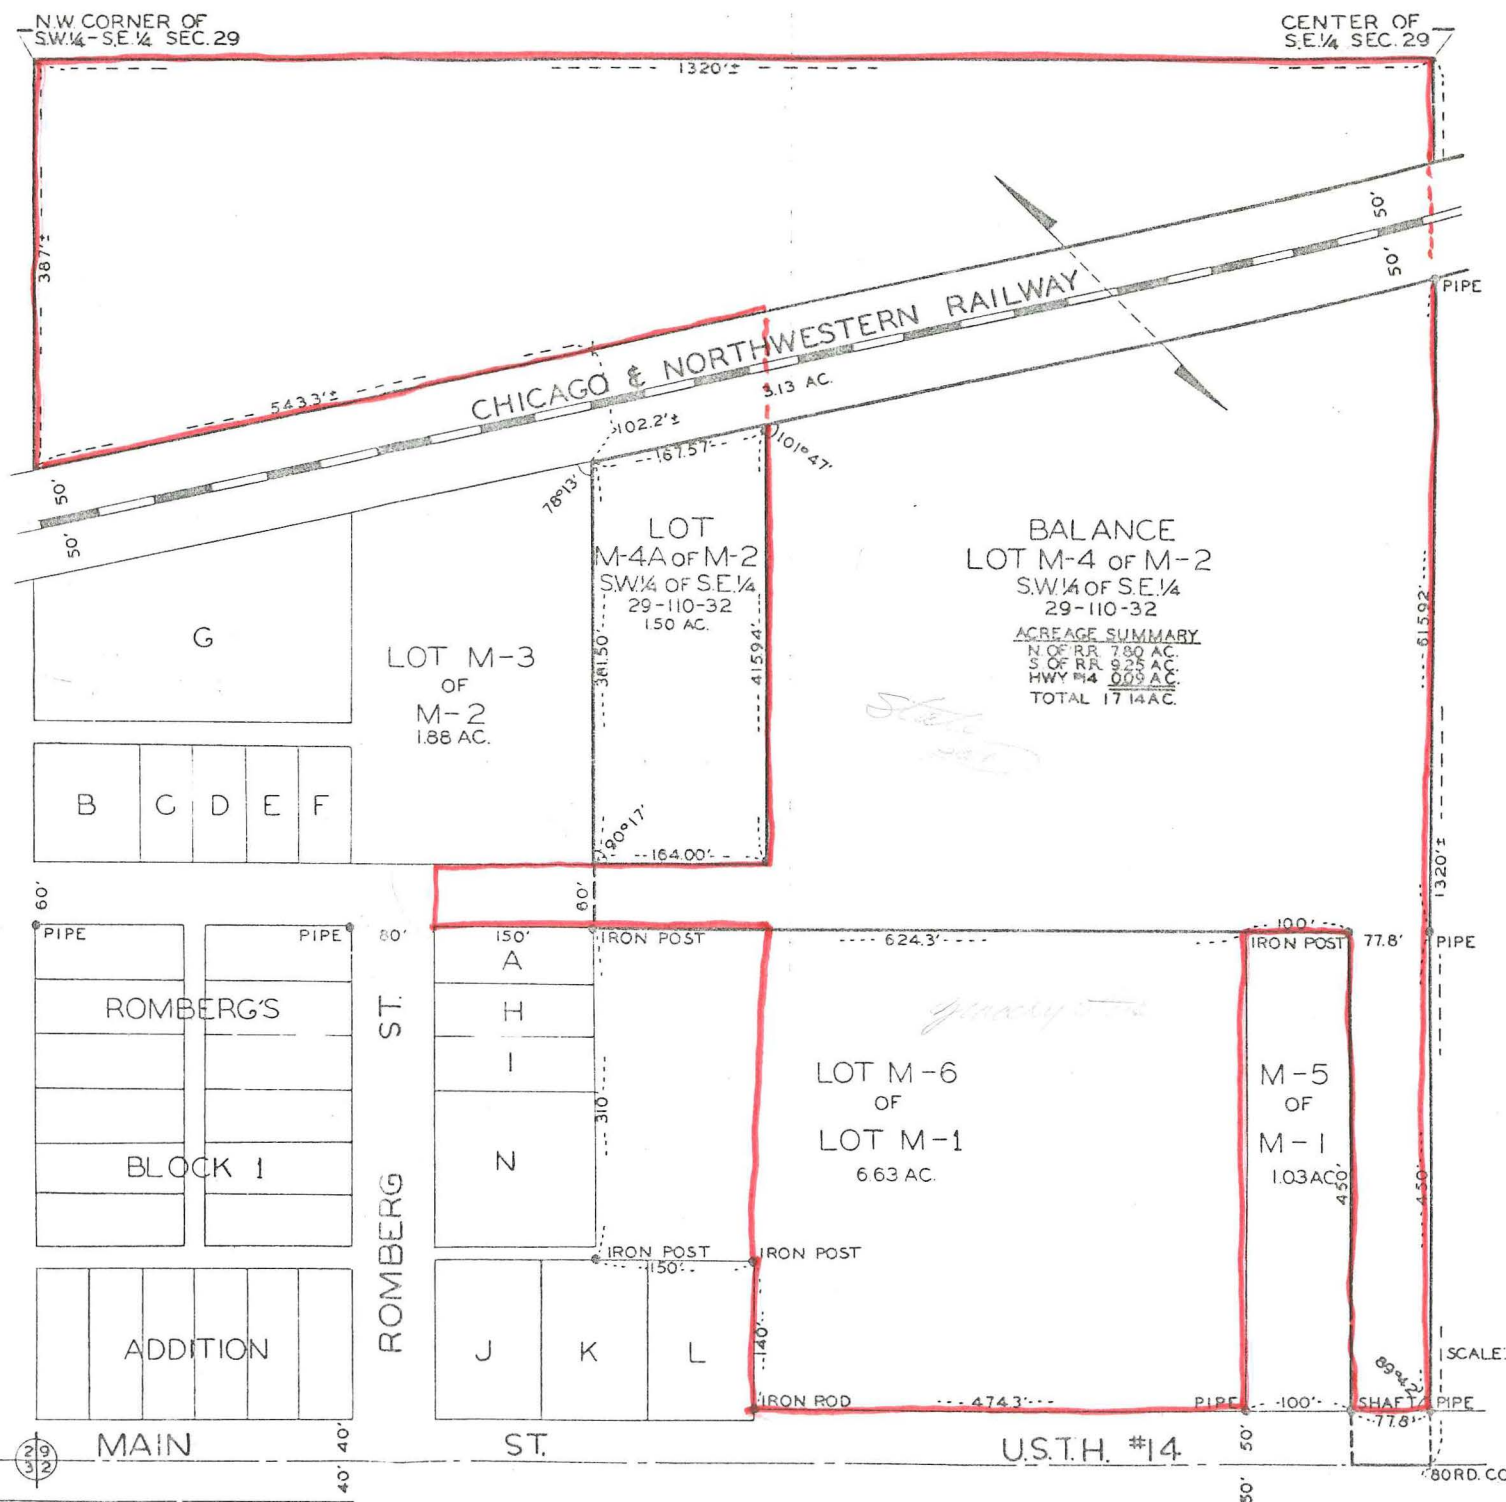 N.W. CORNER OF
S.W.¼-S.E.¼ SEC. 29
CENTER OF
S.E.¼ SEC. 29
1320'±
387'±
50'
50'
PIPE
CHICAGO & NORTHWESTERN RAILWAY
3.13 AC.
543.3'±
102.2'±
167.57'
101°47'
78°13'
50'
50'
LOT
M-4A OF M-2
S.W.¼ OF S.E.¼
29-110-32
1.50 AC.
381.50'
415.94'
90°17'
164.00'
BALANCE
LOT M-4 OF M-2
S.W.¼ OF S.E.¼
29-110-32
ACREAGE SUMMARY
N. OF R.R. 7.80 AC.
S. OF R.R. 9.25 AC.
HWY #14 0.09 AC.
TOTAL 17.14 AC.
615.92'
1320'±
G
LOT M-3
OF
M-2
1.88 AC.
B C D E F
60'
60'
PIPE
PIPE
80'
150'
IRON POST
624.3'
100'
IRON POST
77.8'
PIPE
A
H
I
N
ROMBERG'S
BLOCK 1
ADDITION
ROMBERG ST.
310'
LOT M-6
OF
LOT M-1
6.63 AC.
M-5
OF
M-1
1.03 AC.
450'
450'
IRON POST
150'
IRON POST
J K L
140'
IRON ROD
474.3'
PIPE
100'
SHAFT
89°42'
PIPE
77.8'
SCALE:
29
32
MAIN ST.
40'
40'
U.S.T.H. #14
50'
50'
80 RD. CO